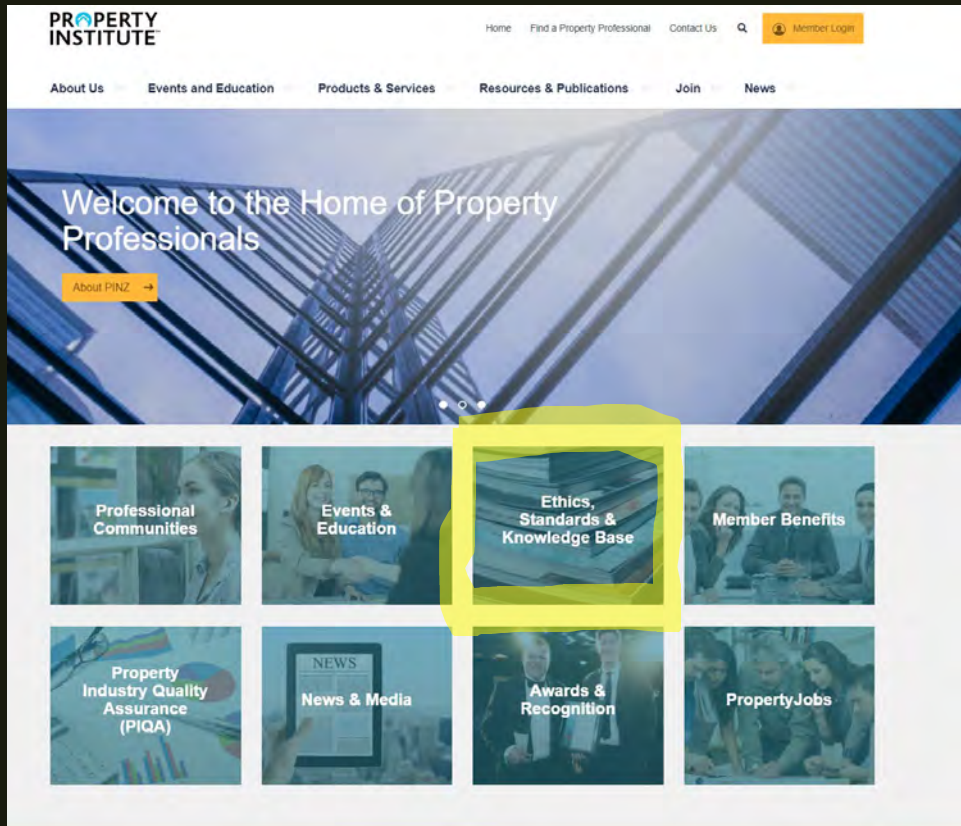 PROPERTY
INSTITUTE
Home Find a Property Professional Contact Us Member Login
About Us Events and Education Products & Services Resources & Publications Join News
Welcome to the Home of Property
Professionals
About PINZ
Professional
Communities
Events &
Education
Ethics,
Standards &
Knowledge Base
Member Benefits
Property
Industry Quality
Assurance
(PIQA)
NEWS
News & Media
Awards &
Recognition
PropertyJobs